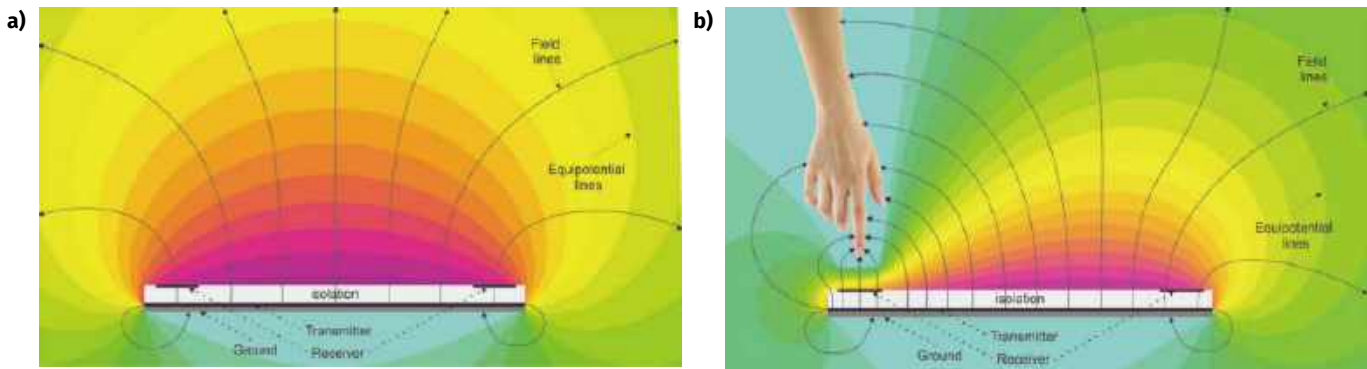 a)
Field
lines
Equipotential
lines
isolation
Transmitter
Ground
Receiver
b)
Field
lines
Equipotential
lines
isolation
Transmitter
Ground
Receiver